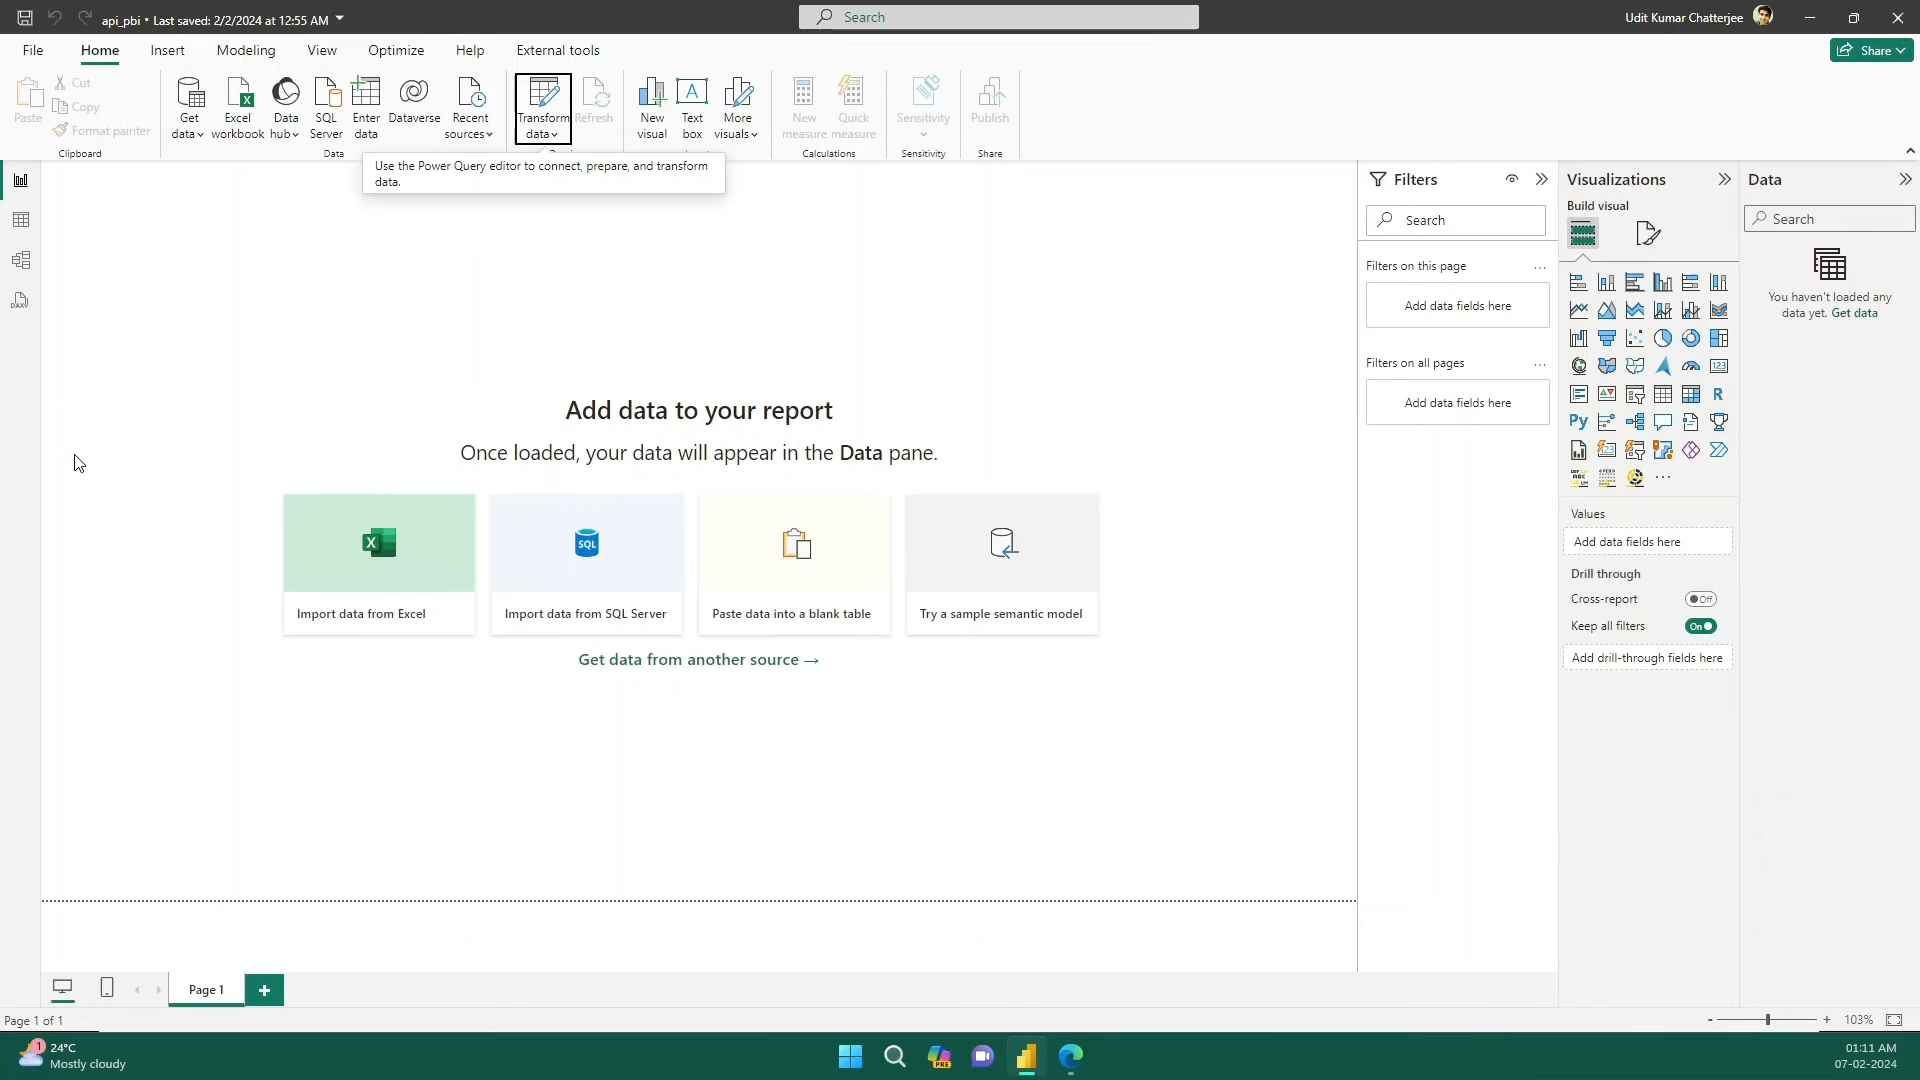 api_pbi • Last saved: 2/2/2024 at 12:55 AM
Search
Udit Kumar Chatterjee
File
Home
Insert
Modeling
View
Optimize
Help
External tools
Share
Paste
Cut
Copy
Format painter
Clipboard
Get data
Excel workbook
Data hub
SQL Server
Enter data
Dataverse
Recent sources
Data
Transform data
Refresh
New visual
Text box
More visuals
New measure
Quick measure
Calculations
Sensitivity
Sensitivity
Publish
Share
Use the Power Query editor to connect, prepare, and transform
data.
Add data to your report
Once loaded, your data will appear in the Data pane.
Import data from Excel
SQL
Import data from SQL Server
Paste data into a blank table
Try a sample semantic model
Get data from another source →
Filters
Search
Filters on this page
Add data fields here
Filters on all pages
Add data fields here
Visualizations
Build visual
123
R
Py
Values
Add data fields here
Drill through
Cross-report
Off
Keep all filters
On
Add drill-through fields here
Data
Search
You haven't loaded any
data yet. Get data
DAX
Page 1
Page 1 of 1
- + 103%
1
24°C
Mostly cloudy
PRE
01:11 AM
07-02-2024